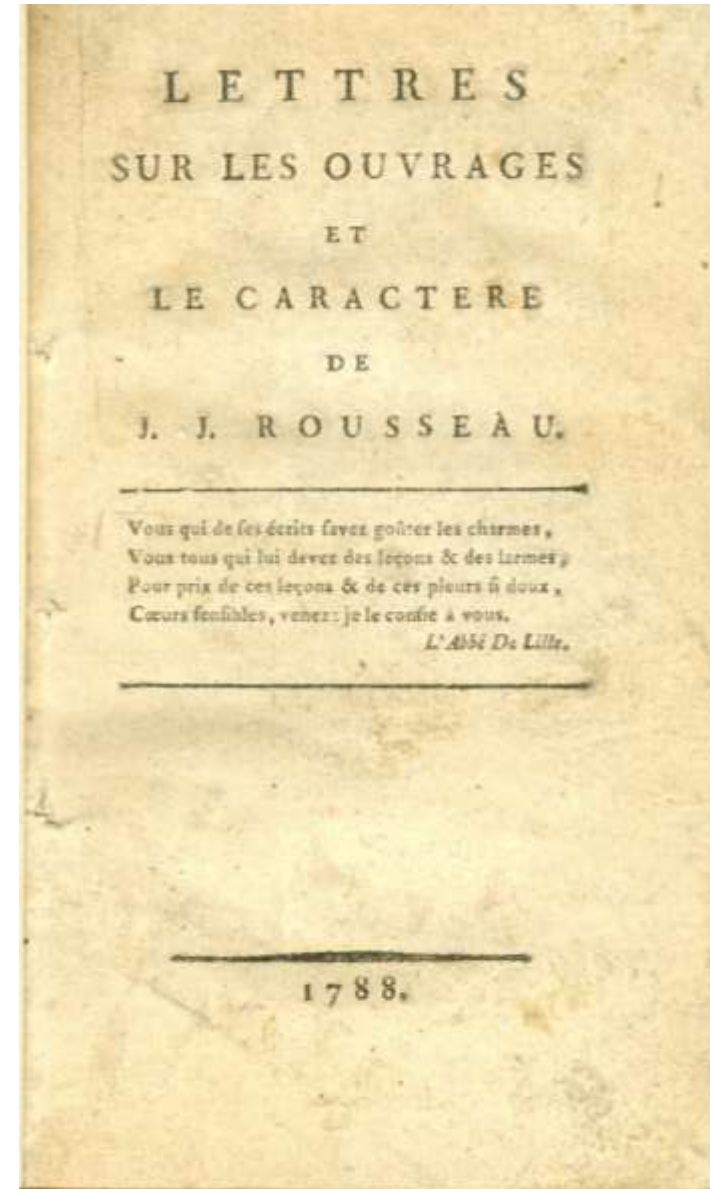 LETTRES
SUR LES OUVRAGES
ET
LE CARACTERE
DE
J. J. ROUSSEAU.
Vous qui de ſes écrits ſavez goûter les charmes,
Vous tous qui lui devez des leçons & des larmes,
Pour prix de ces leçons & de ces pleurs ſi doux,
Cœurs ſenſibles, venez: je le confie à vous.
L'Abbé De Lille.
1788.